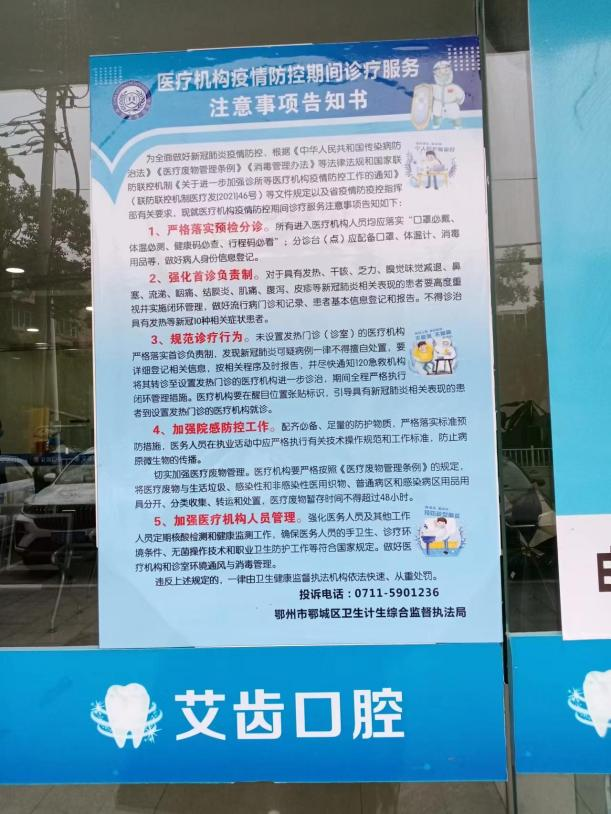 医疗机构疫情防控期间诊疗服务
注意事项告知书
为全面做好新冠肺炎疫情防控，根据《中华人民共和国传染病防
治法》《医疗废物管理条例》《消毒管理办法》等法律法规和国家联
防联控机制《关于进一步加强诊所等医疗机构疫情防控工作的通知》
（联防联控机制医疗发[2021]46号）等文件规定以及省疫情防疫控指挥
部有关要求，现就医疗机构疫情防控期间诊疗服务注意事项告知如下：
1、严格落实预检分诊。所有进入医疗机构人员均应落实“口罩必戴、
体温必测、健康码必查、行程码必看”；分诊台（点）应配备口罩、体温计、消毒
用品等，做好病人身份信息登记。
2、强化首诊负责制。对于具有发热、干咳、乏力、嗅觉味觉减退、鼻
塞、流涕、咽痛、结膜炎、肌痛、腹泻、皮疹等新冠肺炎相关表现的患者要高度重
视并实施闭环管理，做好流行病门诊和记录、患者基本信息登记和报告。不得诊治
具有发热等新冠10种相关症状患者。
3、规范诊疗行为。未设置发热门诊（诊室）的医疗机构
严格落实首诊负责制，发现新冠肺炎可疑病例一律不得擅自处置，要
详细登记相关信息，按相关程序及时报告，并尽快通知120急救机构
将其转诊至设置发热门诊的医疗机构进一步诊治，期间全程严格执行
闭环管理措施。医疗机构要在醒目位置张贴标识，引导具有新冠肺炎相关表现的患
者到设置发热门诊的医疗机构就诊。
4、加强院感防控工作。配齐必备、足量的防护物质，严格落实标准预
防措施，医务人员在执业活动中应严格执行有关技术操作规范和工作标准，防止病
原微生物的传播。
切实加强医疗废物管理。医疗机构要严格按照《医疗废物管理条例》的规定，
将医疗废物与生活垃圾、感染性和非感染性医用织物、普通病区和感染病区用品用
具分开、分类收集、转运和处置，医疗废物暂存时间不得超过48小时。
5、加强医疗机构人员管理。强化医务人员及其他工作
人员定期核酸检测和健康监测工作，确保医务人员的手卫生、诊疗环
境条件、无菌操作技术和职业卫生防护工作等符合国家规定。做好医
疗机构和诊室环境通风与消毒管理。
违反上述规定的，一律由卫生健康监督执法机构依法快速、从重处罚。
投诉电话：0711-5901236
鄂州市鄂城区卫生计生综合监督执法局
艾齿口腔